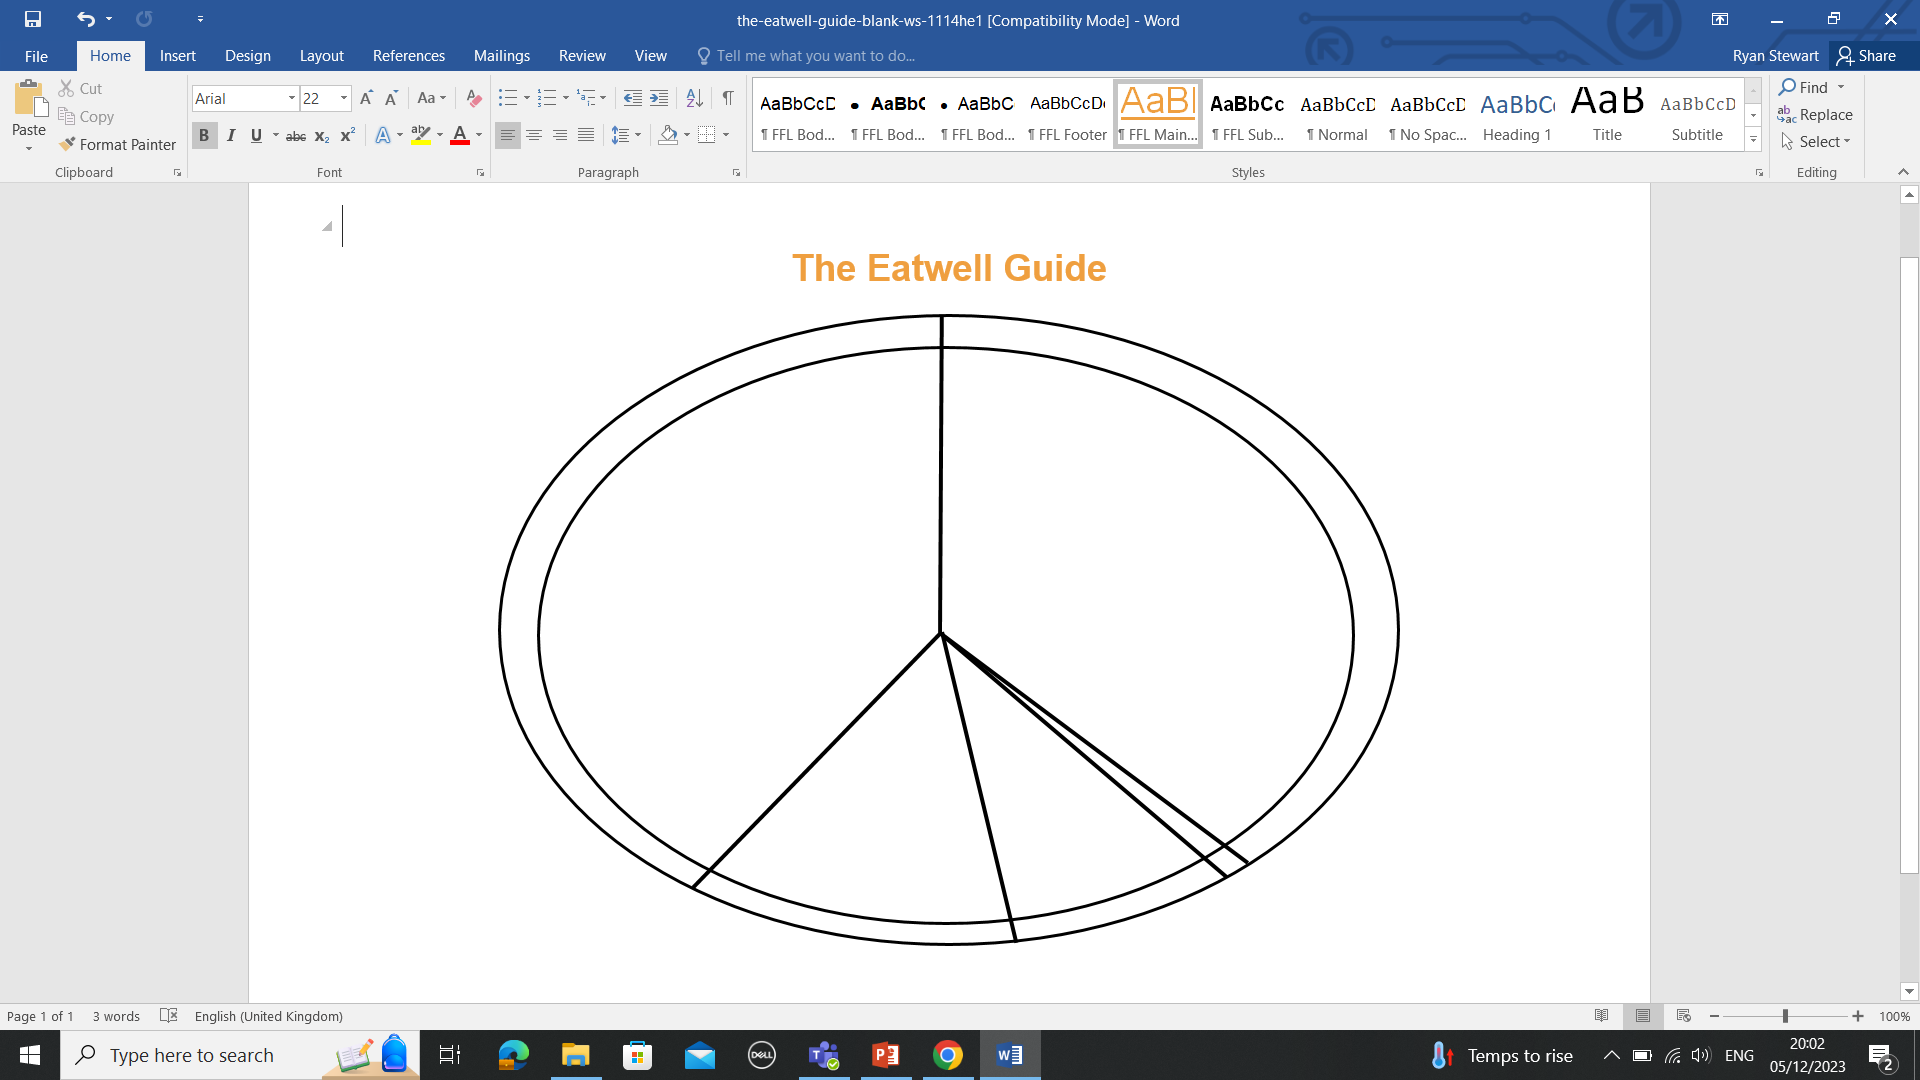 the-eatwell-guide-blank-ws-1114he1 [Compatibility Mode] - Word
File Home Insert Design Layout References Mailings Review View Tell me what you want to do... Ryan Stewart Share
Paste
Cut
Copy
Format Painter
Clipboard
Arial 22
Font
Paragraph
AaBbCcD AaBbC AaBbC AaBbCcD AaBl AaBbCc AaBbCcD AaBbCcD AaBbC AaB AaBbCcD
¶ FFL Bod... ¶ FFL Bod... ¶ FFL Bod... ¶ FFL Footer ¶ FFL Main... ¶ FFL Sub... ¶ Normal ¶ No Spac... Heading 1 Title Subtitle
Styles
Find
Replace
Select
Editing
The Eatwell Guide
Page 1 of 1 3 words English (United Kingdom) 100%
Type here to search
DELL
Temps to rise
ENG
20:02
05/12/2023
2